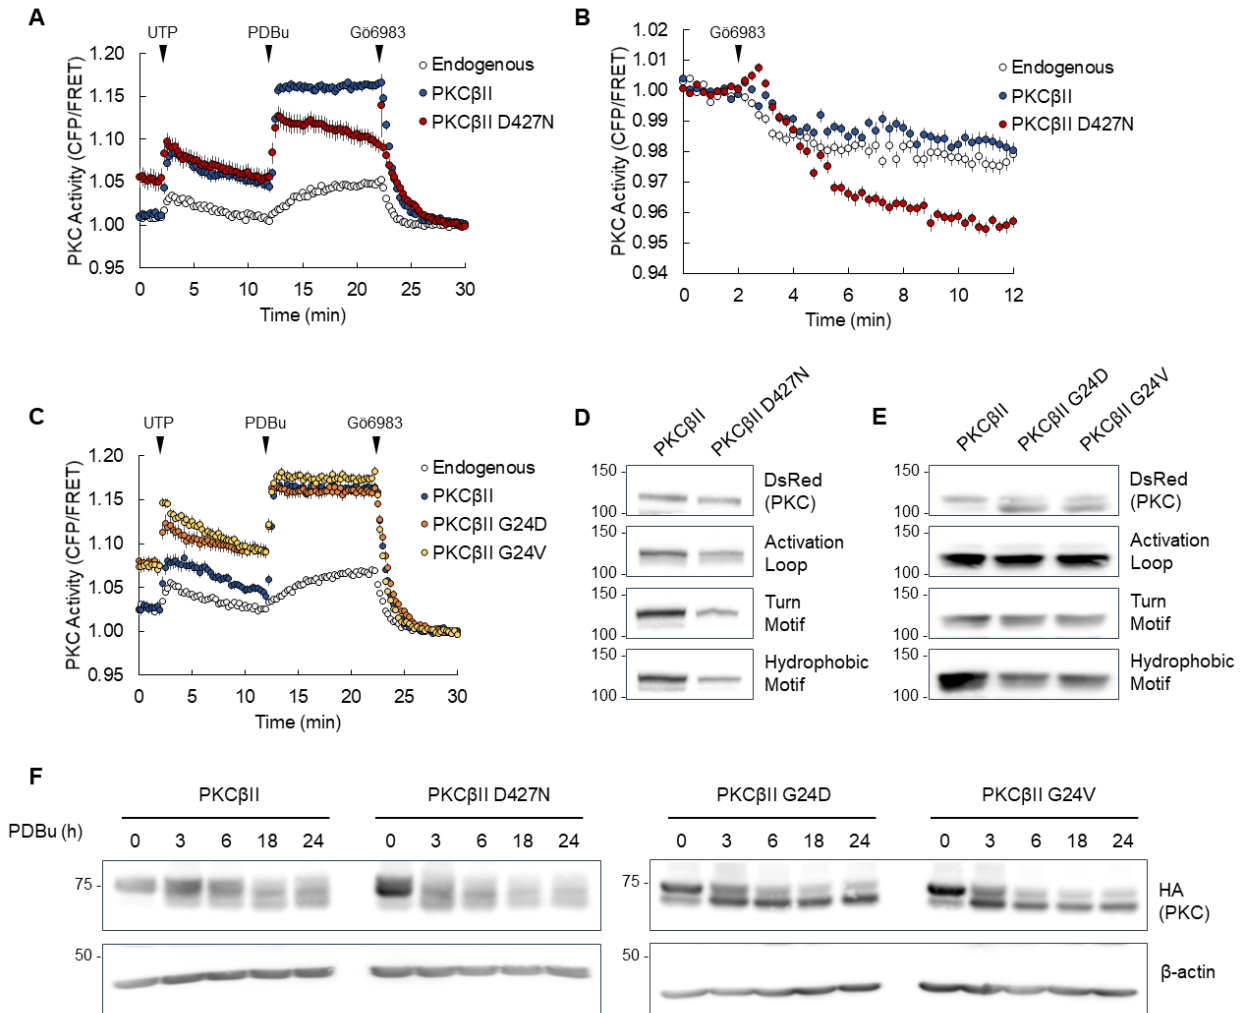 A
UTP PDBu Gö6983
1.20
1.15
1.10
1.05
1.00
0.95
PKC Activity (CFP/FRET)
0 5 10 15 20 25 30
Time (min)
Endogenous
PKCβII
PKCβII D427N
B
Gö6983
1.02
1.01
1.00
0.99
0.98
0.97
0.96
0.95
0.94
PKC Activity (CFP/FRET)
0 2 4 6 8 10 12
Time (min)
Endogenous
PKCβII
PKCβII D427N
C
UTP PDBu Gö6983
1.20
1.15
1.10
1.05
1.00
0.95
PKC Activity (CFP/FRET)
0 5 10 15 20 25 30
Time (min)
Endogenous
PKCβII
PKCβII G24D
PKCβII G24V
D
PKCβII PKCβII D427N
150 -
100 -
DsRed
(PKC)
150 -
100 -
Activation
Loop
150 -
100 -
Turn
Motif
150 -
100 -
Hydrophobic
Motif
E
PKCβII PKCβII G24D PKCβII G24V
150 -
100 -
DsRed
(PKC)
150 -
100 -
Activation
Loop
150 -
100 -
Turn
Motif
150 -
100 -
Hydrophobic
Motif
F
PKCβII PKCβII D427N PKCβII G24D PKCβII G24V
PDBu (h) 0 3 6 18 24 0 3 6 18 24 0 3 6 18 24 0 3 6 18 24
75 - 75 - HA
(PKC)
50 - 50 - β-actin